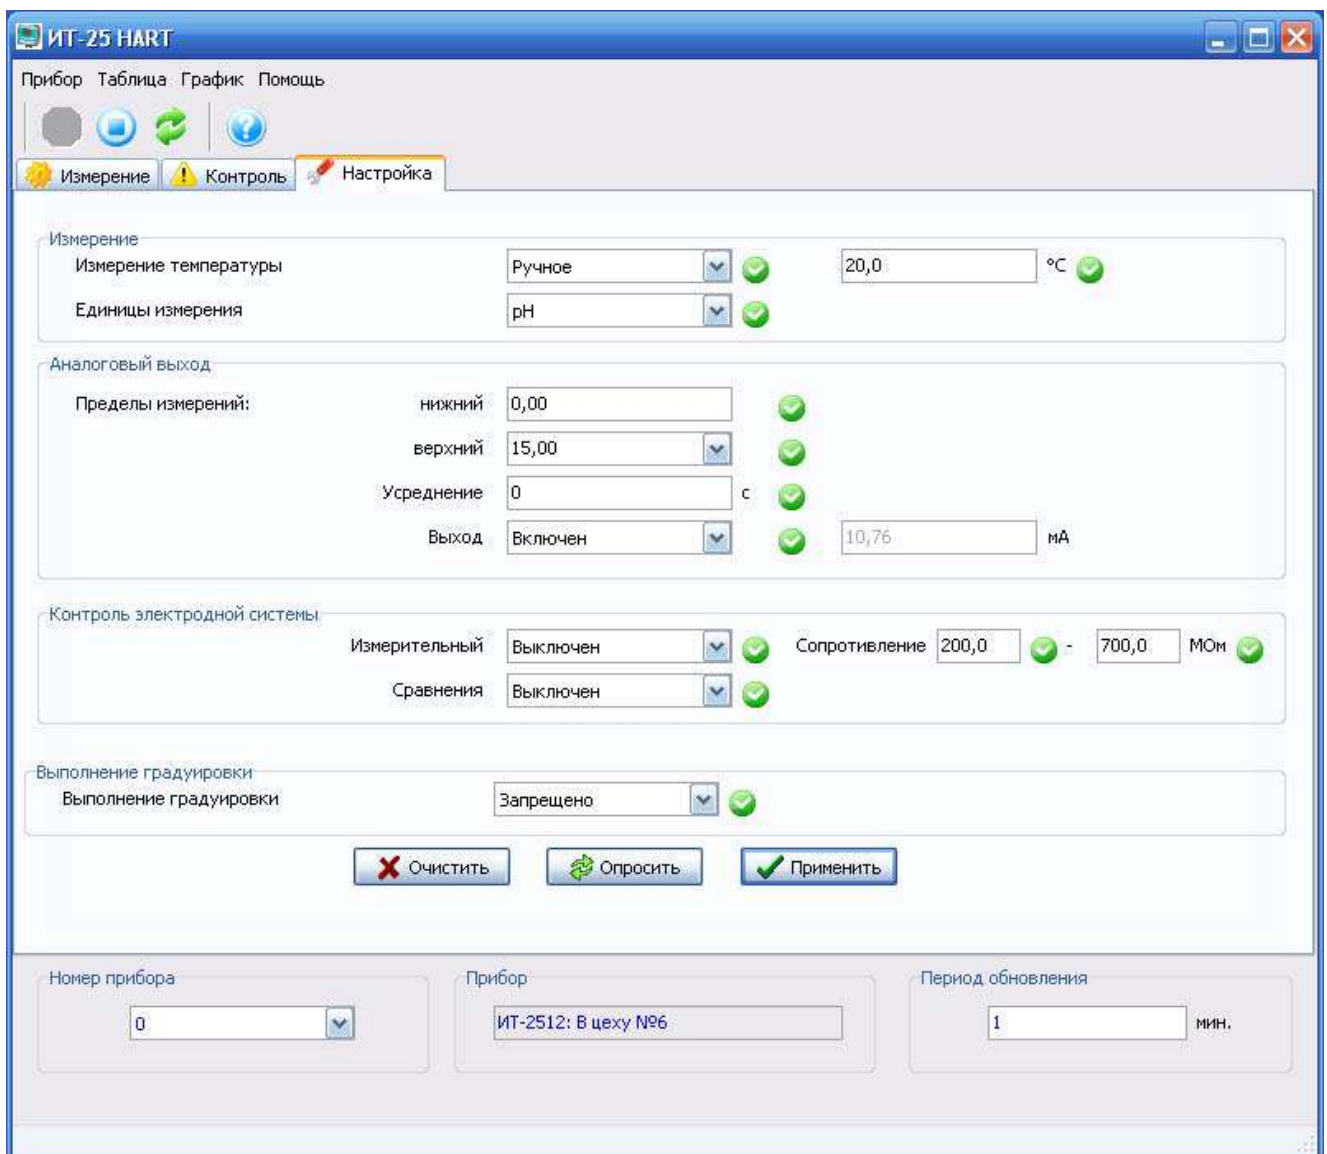 ИТ-25 HART
Прибор Таблица График Помощь
Измерение Контроль Настройка
Измерение
Измерение температуры Ручное 20,0 °C
Единицы измерения pH
Аналоговый выход
Пределы измерений: нижний 0,00
верхний 15,00
Усреднение 0 с
Выход Включен 10,76 мА
Контроль электродной системы
Измерительный Выключен Сопротивление 200,0 - 700,0 МОм
Сравнения Выключен
Выполнение градуировки
Выполнение градуировки Запрещено
Очистить Опросить Применить
Номер прибора Прибор Период обновления
0 ИТ-2512: В цеху №6 1 мин.